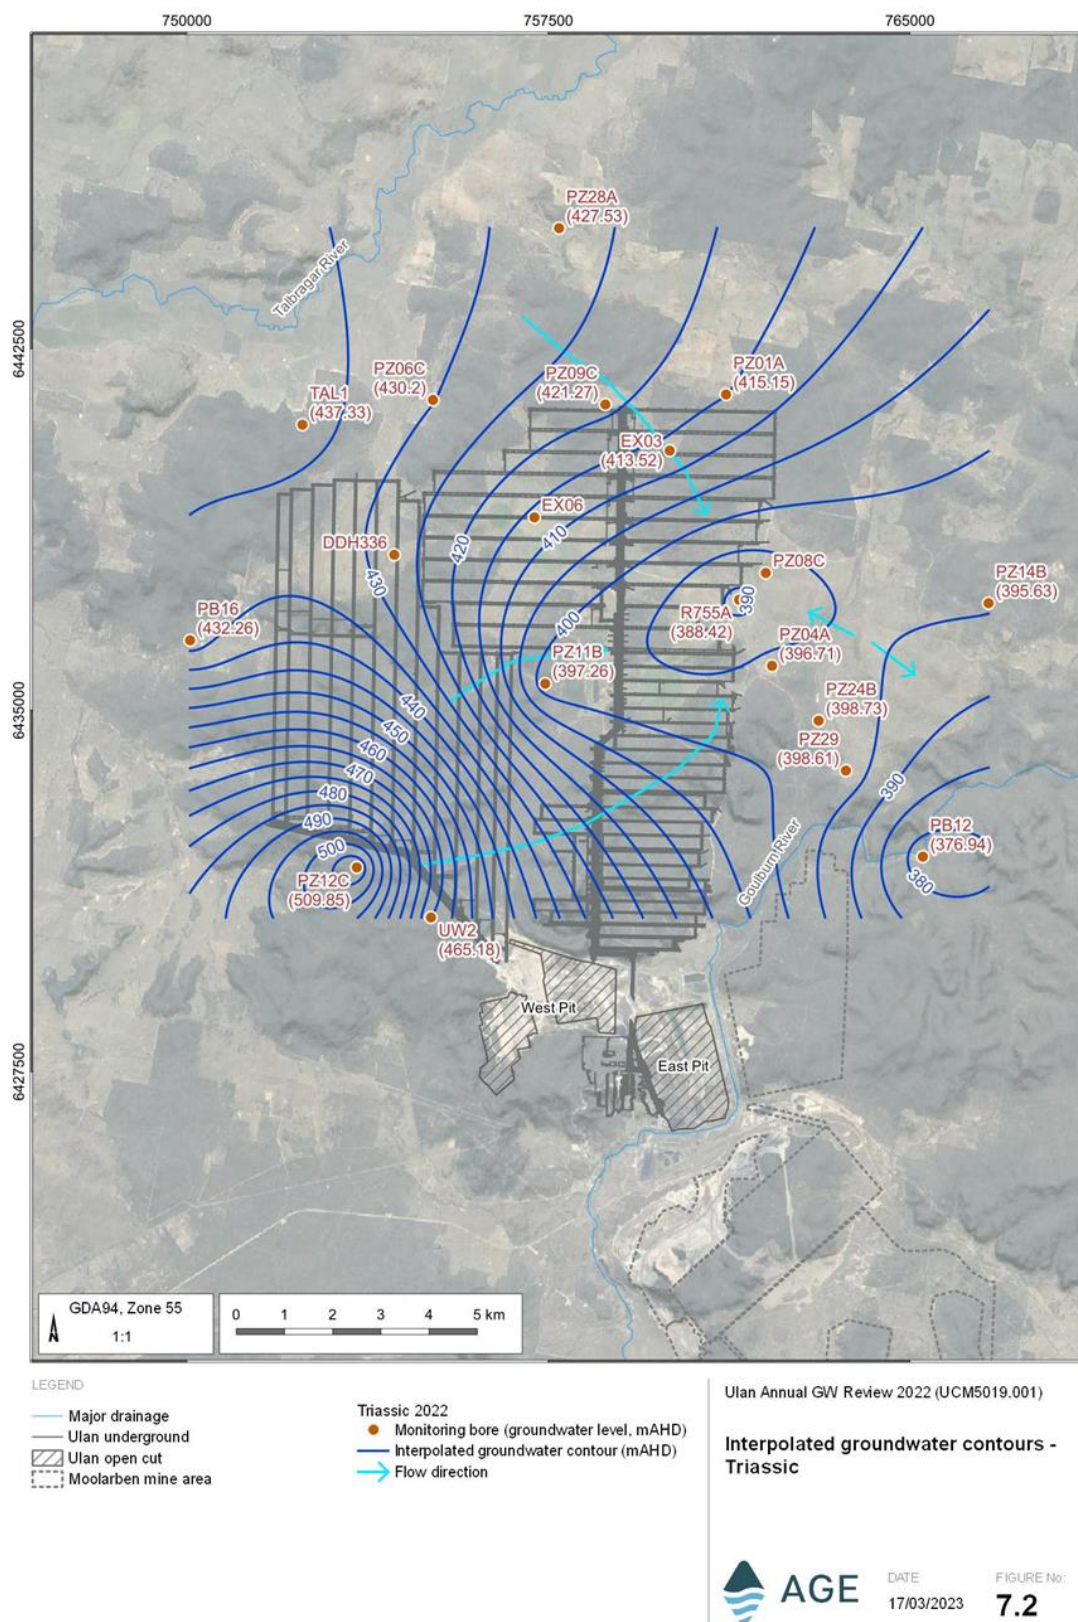 750000
757500
765000
6442500
6435000
6427500
PZ28A
(427.53)
Talbragar River
PZ06C
(430.2)
TAL1
(437.33)
PZ09C
(421.27)
PZ01A
(415.15)
EX03
(413.52)
EX06
DDH336
420
410
430
400
PZ08C
390
R755A
(388.42)
PZ14B
(395.63)
PB16
(432.26)
PZ11B
(397.26)
PZ04A
(396.71)
PZ24B
(398.73)
PZ29
(398.61)
440
450
460
470
480
490
500
390
PB12
(376.94)
380
PZ12C
(509.85)
UW2
(465.18)
Goulburn River
West Pit
East Pit
GDA94, Zone 55
N
1:1
0 1 2 3 4 5 km
LEGEND
Major drainage
Ulan underground
Ulan open cut
Moolarben mine area
Triassic 2022
Monitoring bore (groundwater level, mAHD)
Interpolated groundwater contour (mAHD)
Flow direction
Ulan Annual GW Review 2022 (UCM5019.001)
Interpolated groundwater contours -
Triassic
AGE
DATE
17/03/2023
FIGURE No:
7.2